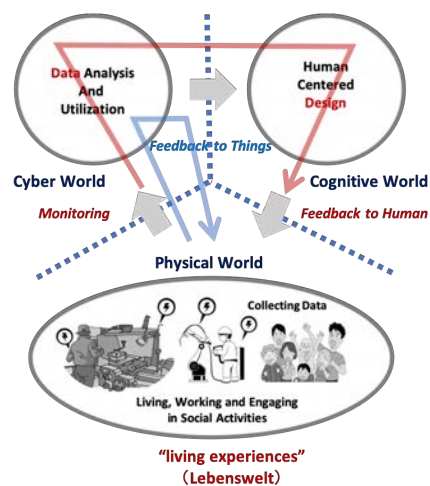 Data Analysis
And
Utilization
Human
Centered
Design
Feedback to Things
Cyber World
Cognitive World
Monitoring
Feedback to Human
Physical World
Collecting Data
Living, Working and Engaging
in Social Activities
“living experiences”
（Lebenswelt）